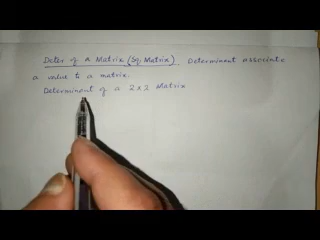 Deter of a Matrix (Sq. Matrix) Determinant associate
a value to a matrix.
Determinant of a 2x2 Matrix